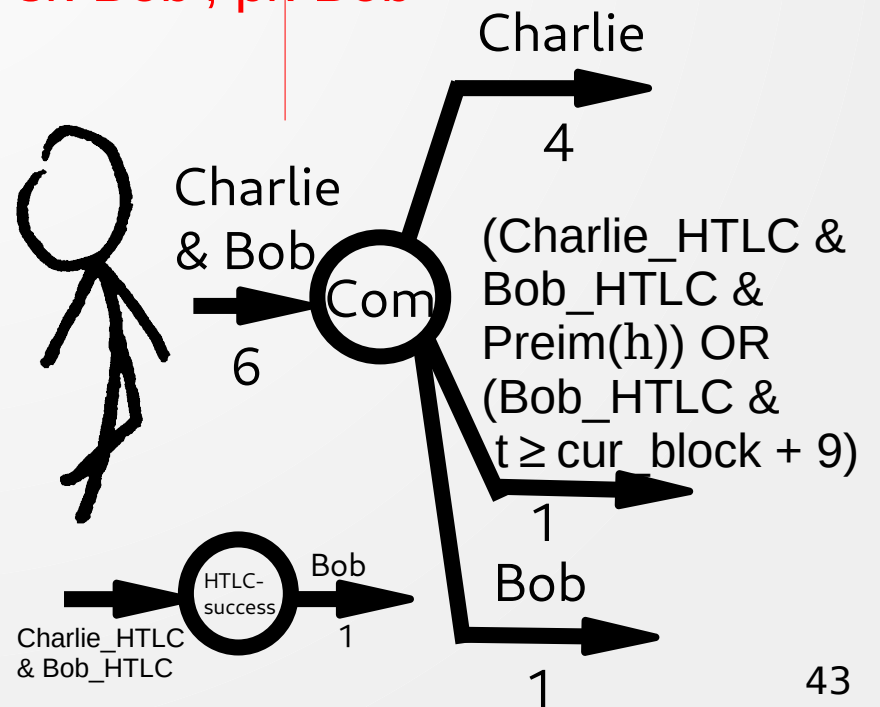 Charlie
4
Charlie
& Bob
6
Com
(Charlie_HTLC &
Bob_HTLC &
Preim(h)) OR
(Bob_HTLC &
t ≥ cur_block + 9)
1
Bob
1
HTLC-
success
Bob
1
Charlie_HTLC
& Bob_HTLC
43